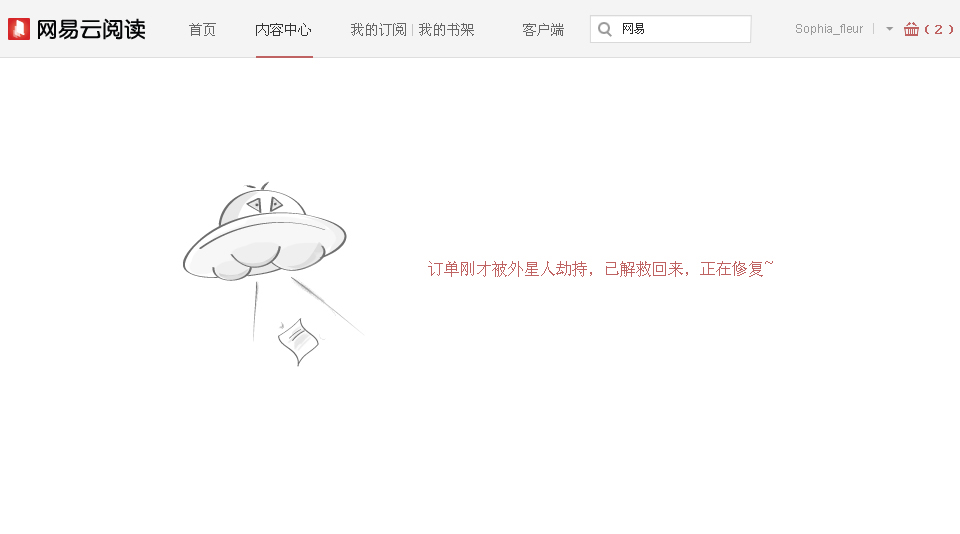 网易云阅读 首页 内容中心 我的订阅 | 我的书架 客户端 网易 Sophia_fleur | (2)
订单刚才被外星人劫持，已解救回来，正在修复~